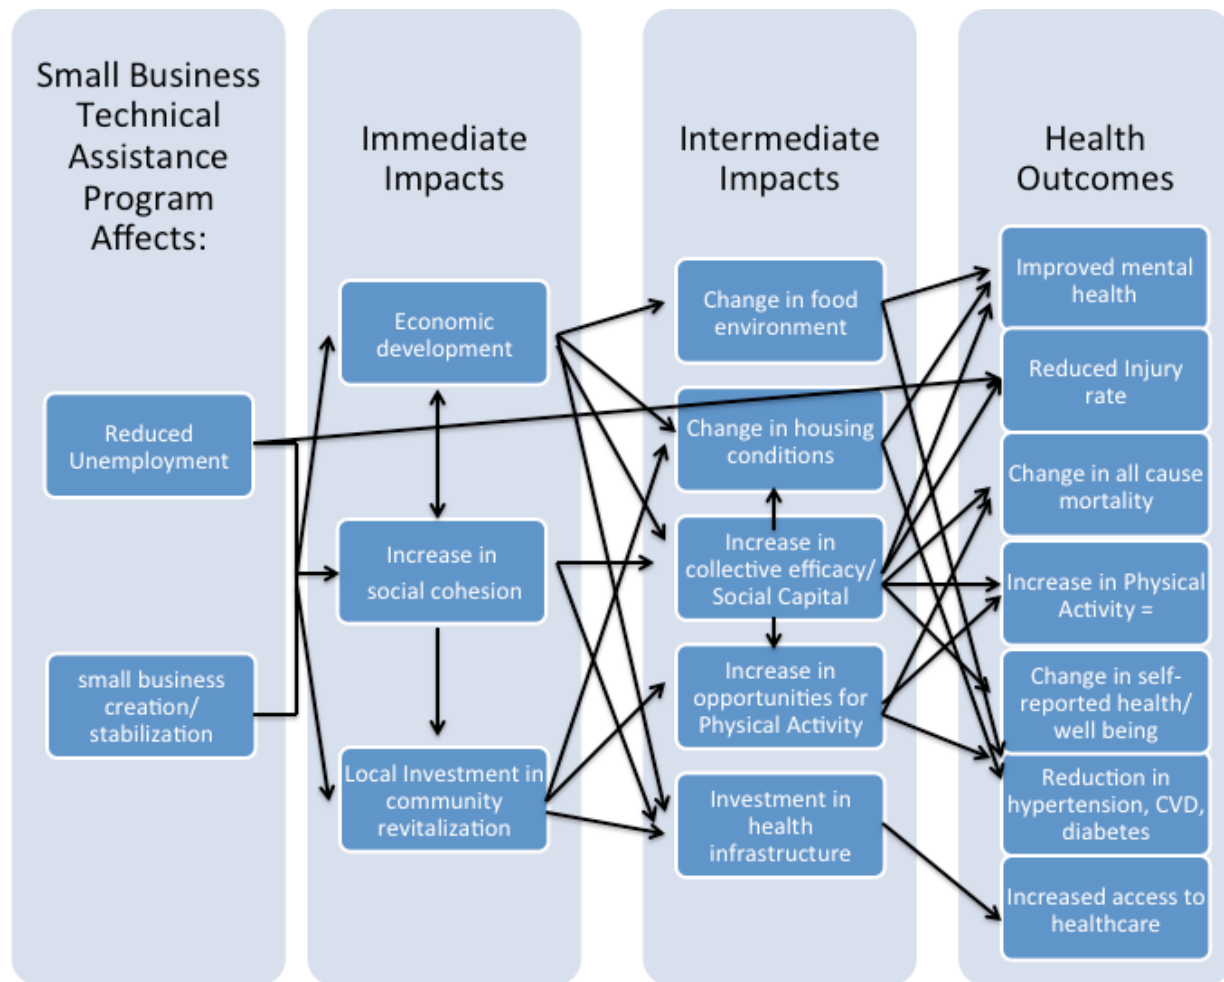 Small Business
Technical
Assistance
Program
Affects:
Reduced
Unemployment
small business
creation/
stabilization
Immediate
Impacts
Economic
development
Increase in
social cohesion
Local Investment in
community
revitalization
Intermediate
Impacts
Change in food
environment
Change in housing
conditions
Increase in
collective efficacy/
Social Capital
Increase in
opportunities for
Physical Activity
Investment in
health
infrastructure
Health
Outcomes
Improved mental
health
Reduced Injury
rate
Change in all cause
mortality
Increase in Physical
Activity =
Change in self-
reported health/
well being
Reduction in
hypertension, CVD,
diabetes
Increased access to
healthcare